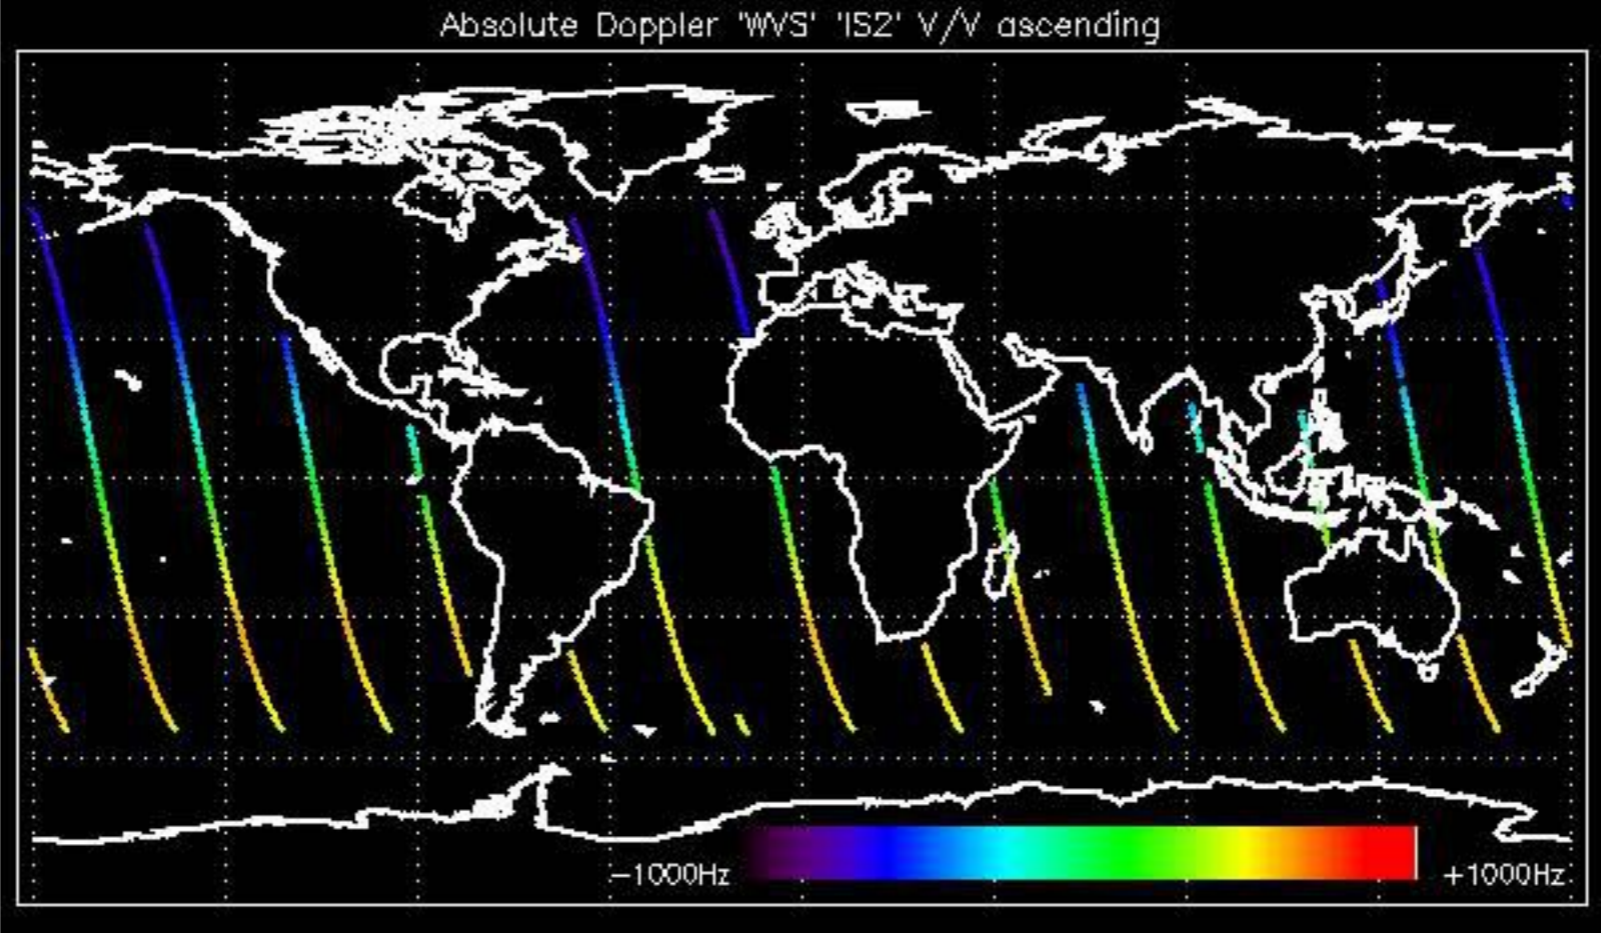 Absolute Doppler 'WVS' 'IS2' V/V ascending
-1000Hz +1000Hz